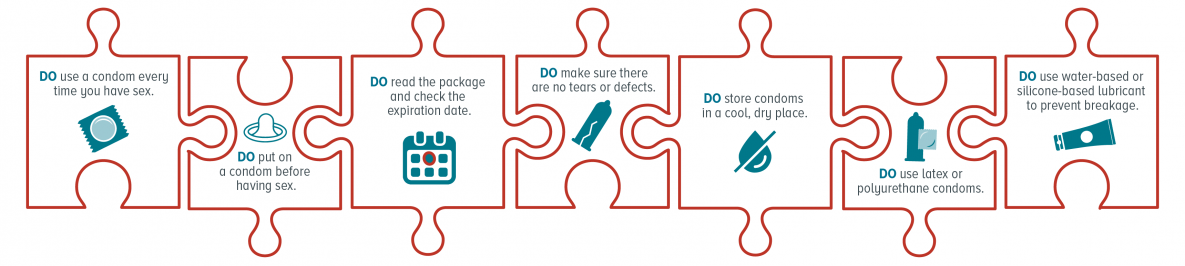 DO use a condom every
time you have sex.
DO put on
a condom before
having sex.
DO read the package
and check the
expiration date.
DO make sure there
are no tears or defects.
DO store condoms
in a cool, dry place.
DO use latex or
polyurethane condoms.
DO use water-based or
silicone-based lubricant
to prevent breakage.